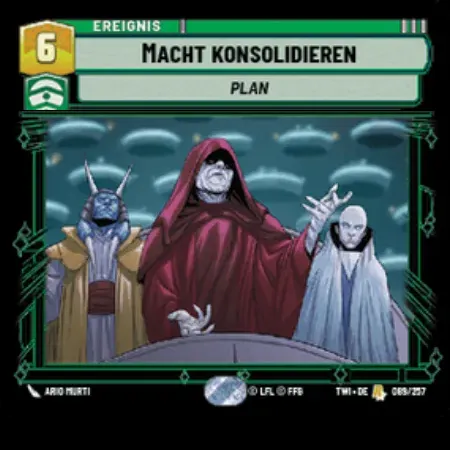 EREIGNIS
6
MACHT KONSOLIDIEREN
PLAN
ARIO MURTI
© LFL © FFG
TWI • DE 089/257